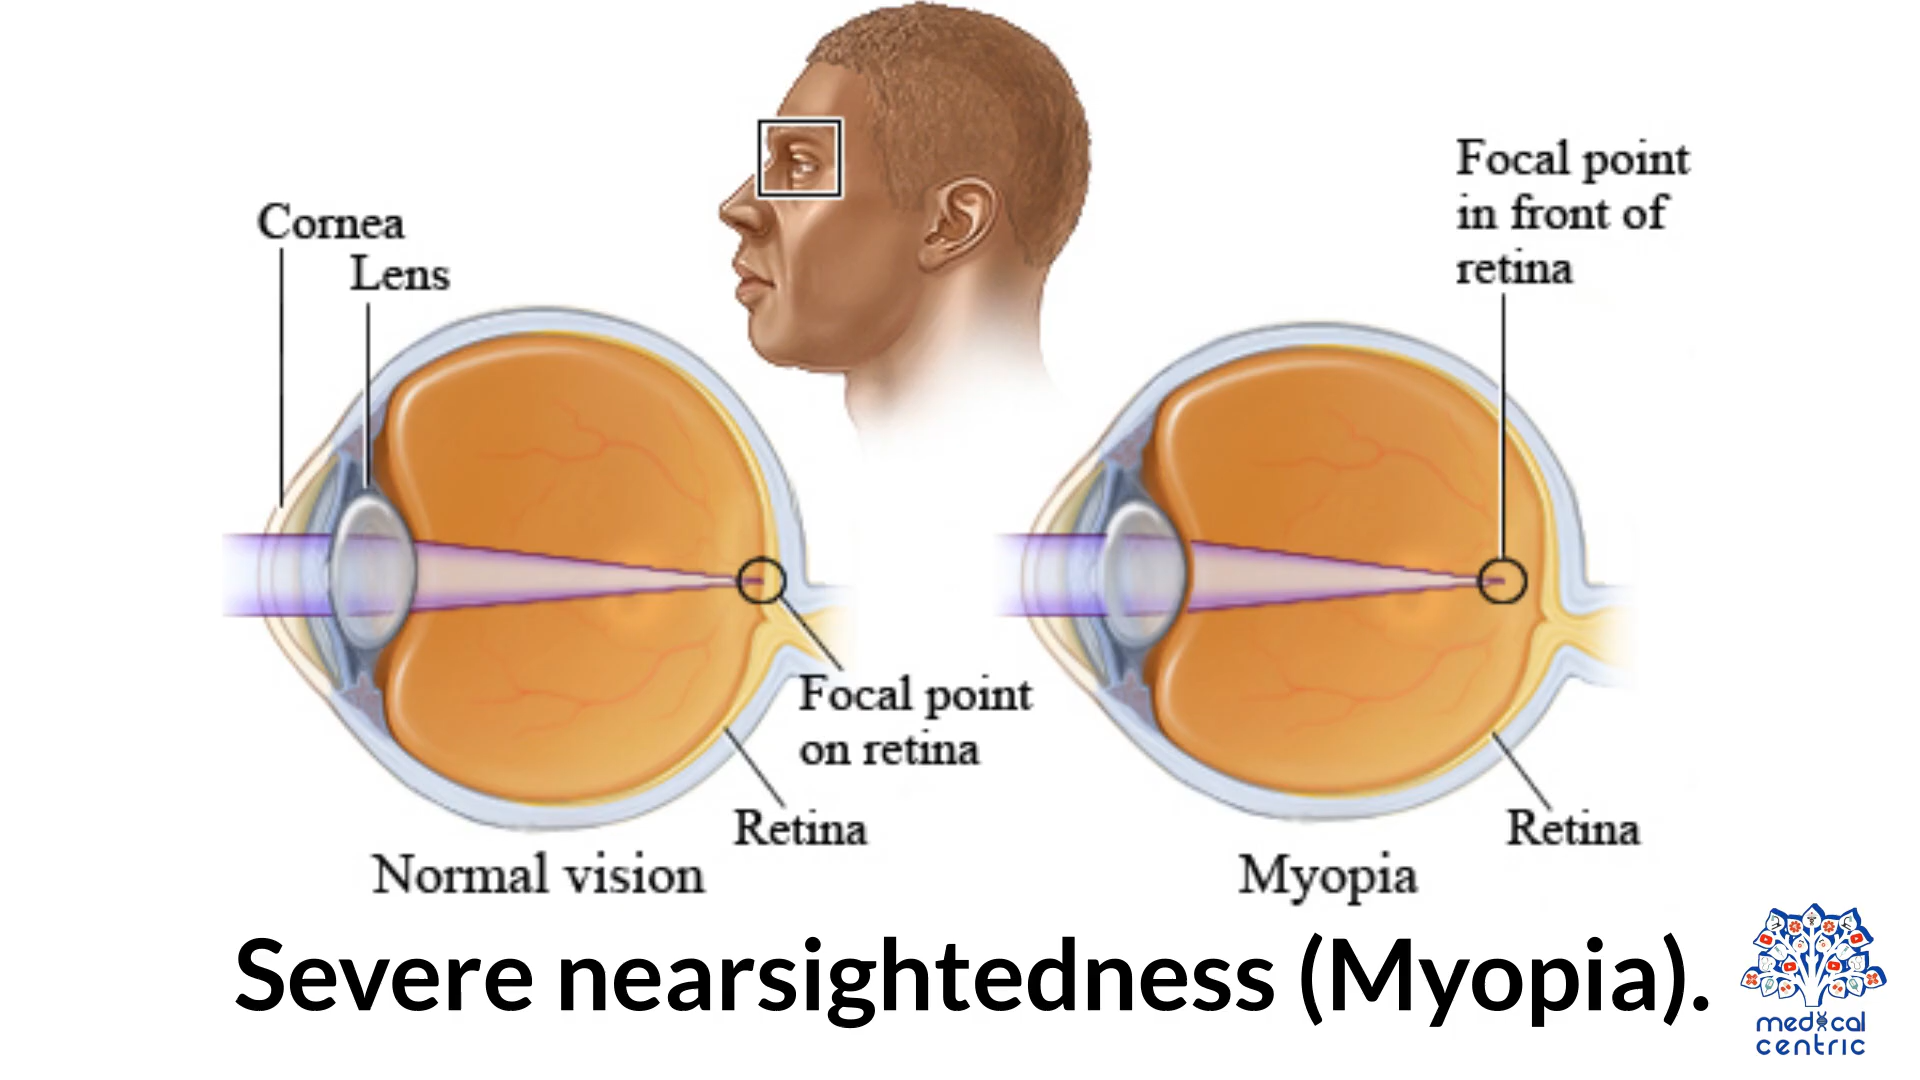 Cornea
Lens
Focal point
in front of
retina
Focal point
on retina
Retina
Retina
Normal vision
Myopia
Severe nearsightedness (Myopia).
medical
centric